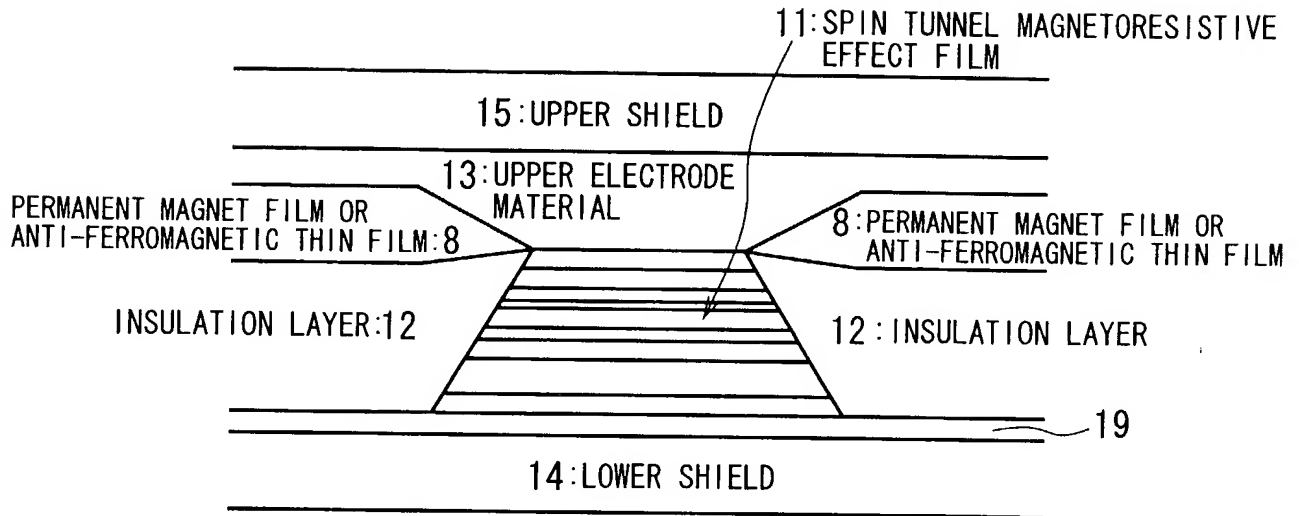 11:SPIN TUNNEL MAGNETORESISTIVE
EFFECT FILM
15:UPPER SHIELD
13:UPPER ELECTRODE
MATERIAL
PERMANENT MAGNET FILM OR
ANTI-FERROMAGNETIC THIN FILM:8
8:PERMANENT MAGNET FILM OR
ANTI-FERROMAGNETIC THIN FILM
INSULATION LAYER:12
12:INSULATION LAYER
19
14:LOWER SHIELD